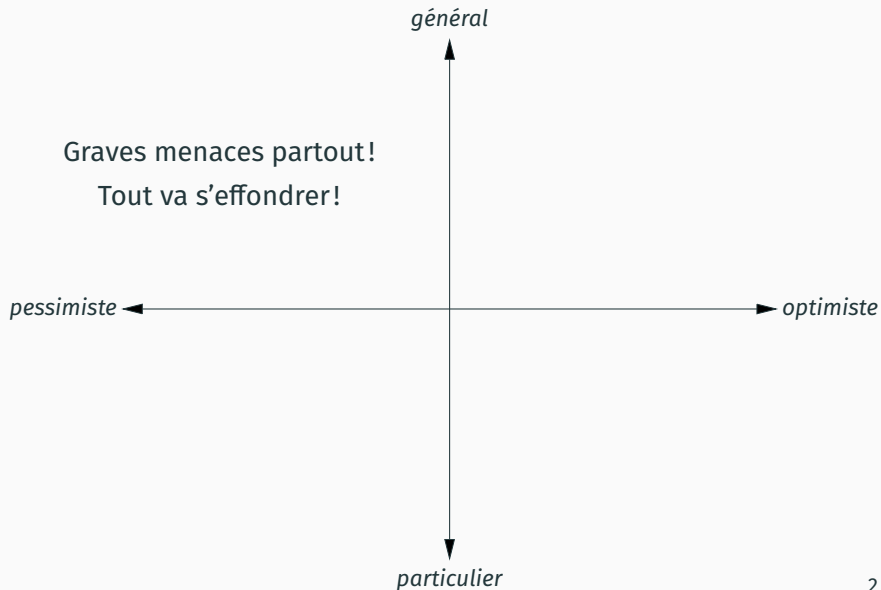 général
Graves menaces partout !
Tout va s’effondrer !
pessimiste
optimiste
particulier
2